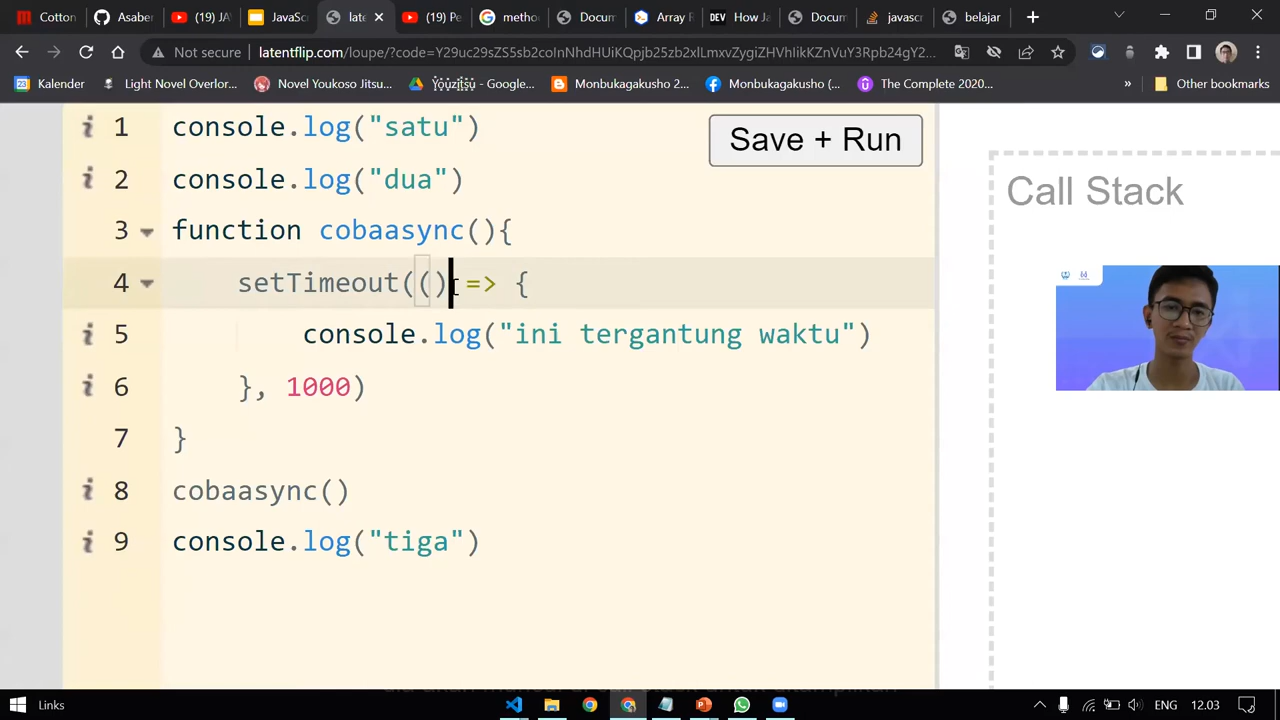 Cotton
Asaber
(19) JA
JavaSc
late
(19) Pe
metho
Docum
Array R
How Ja
Docum
javascr
belajar
Not secure
latentflip.com/loupe/?code=Y29uc29sZS5sb2coInNhdHUiKQpjb25zb2xlLmxvZygiZHVhIikKZnVuY3Rpb24gY2...
Kalender
Light Novel Overlor...
Novel Youkoso Jitsu...
Monbukagakusho 2...
Monbukagakusho...
The Complete 2020...
»
Other bookmarks
1 console.log("satu")
Save + Run
2 console.log("dua")
Call Stack
3 function cobaasync(){
4 setTimeout(() => {
5 console.log("ini tergantung waktu")
6 }, 1000)
7 }
8 cobaasync()
9 console.log("tiga")
Links
ENG
12.03